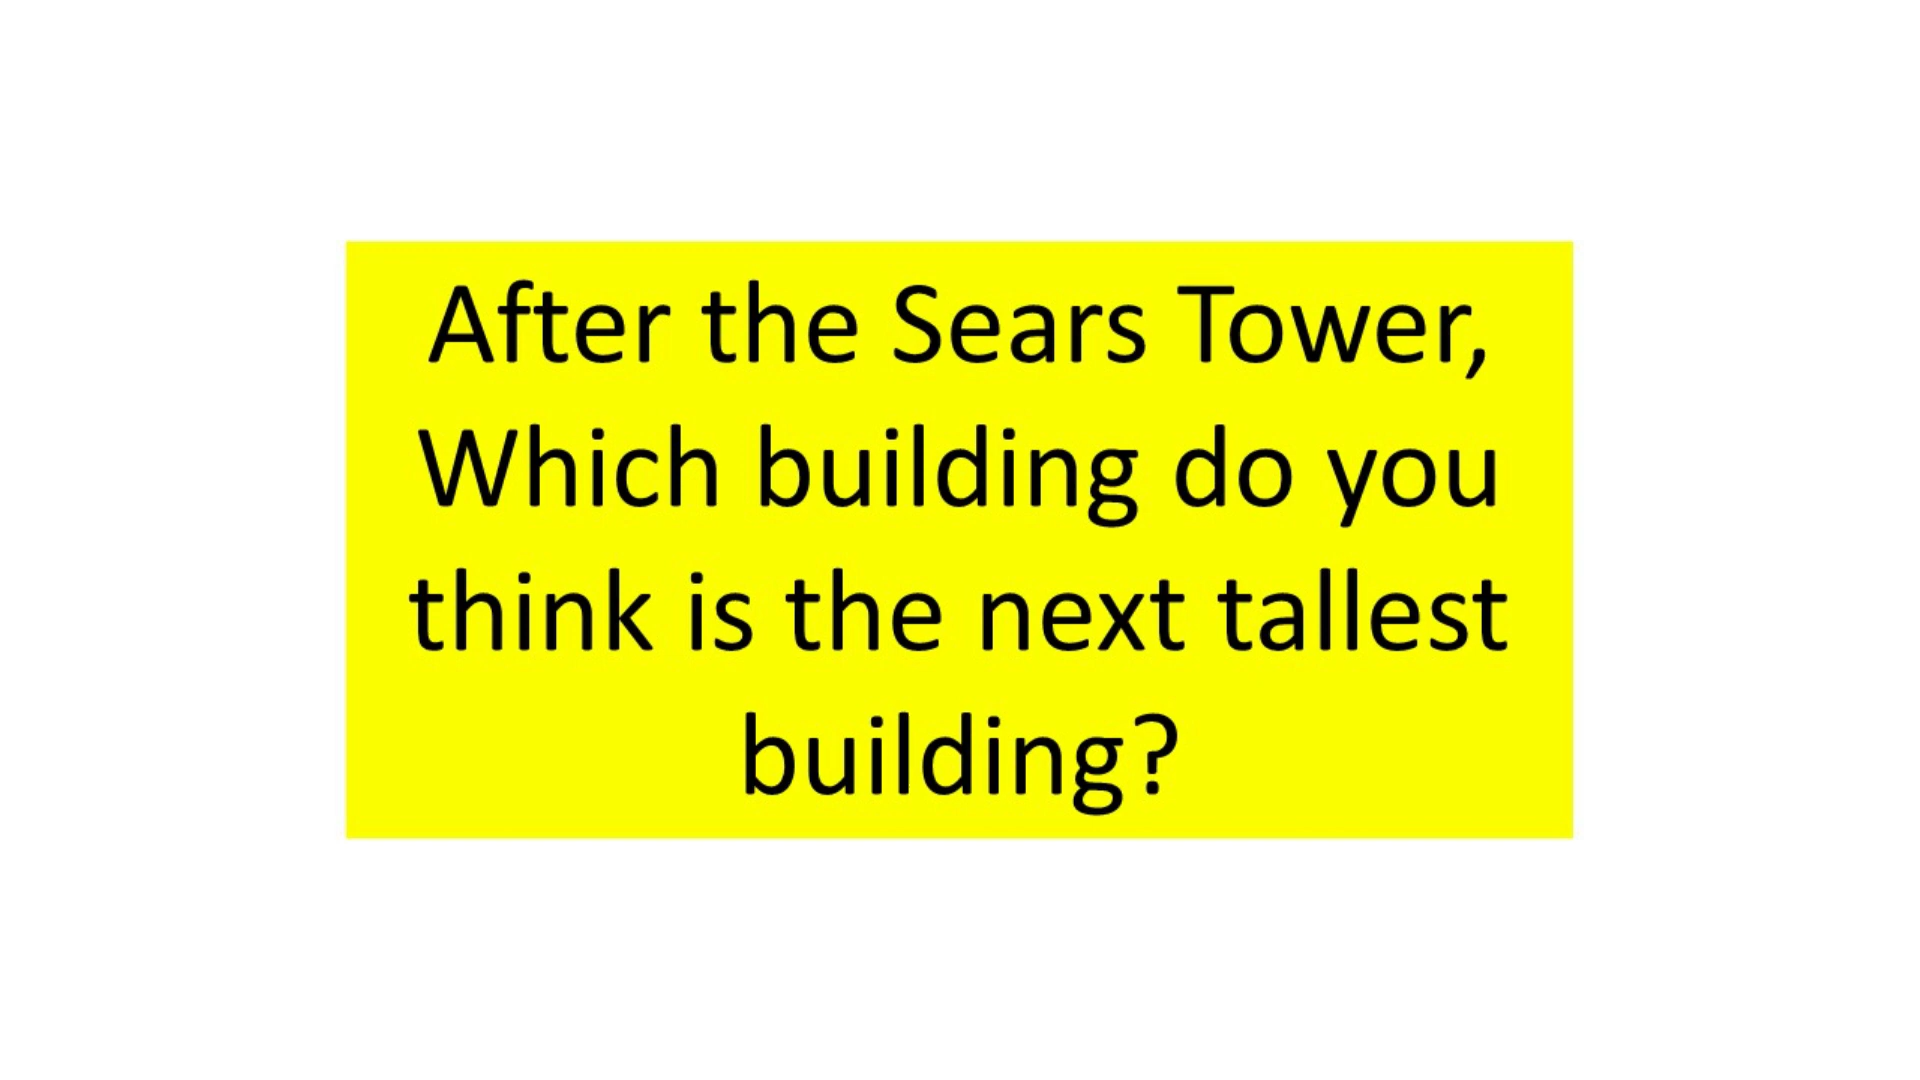 After the Sears Tower,
Which building do you
think is the next tallest
building?